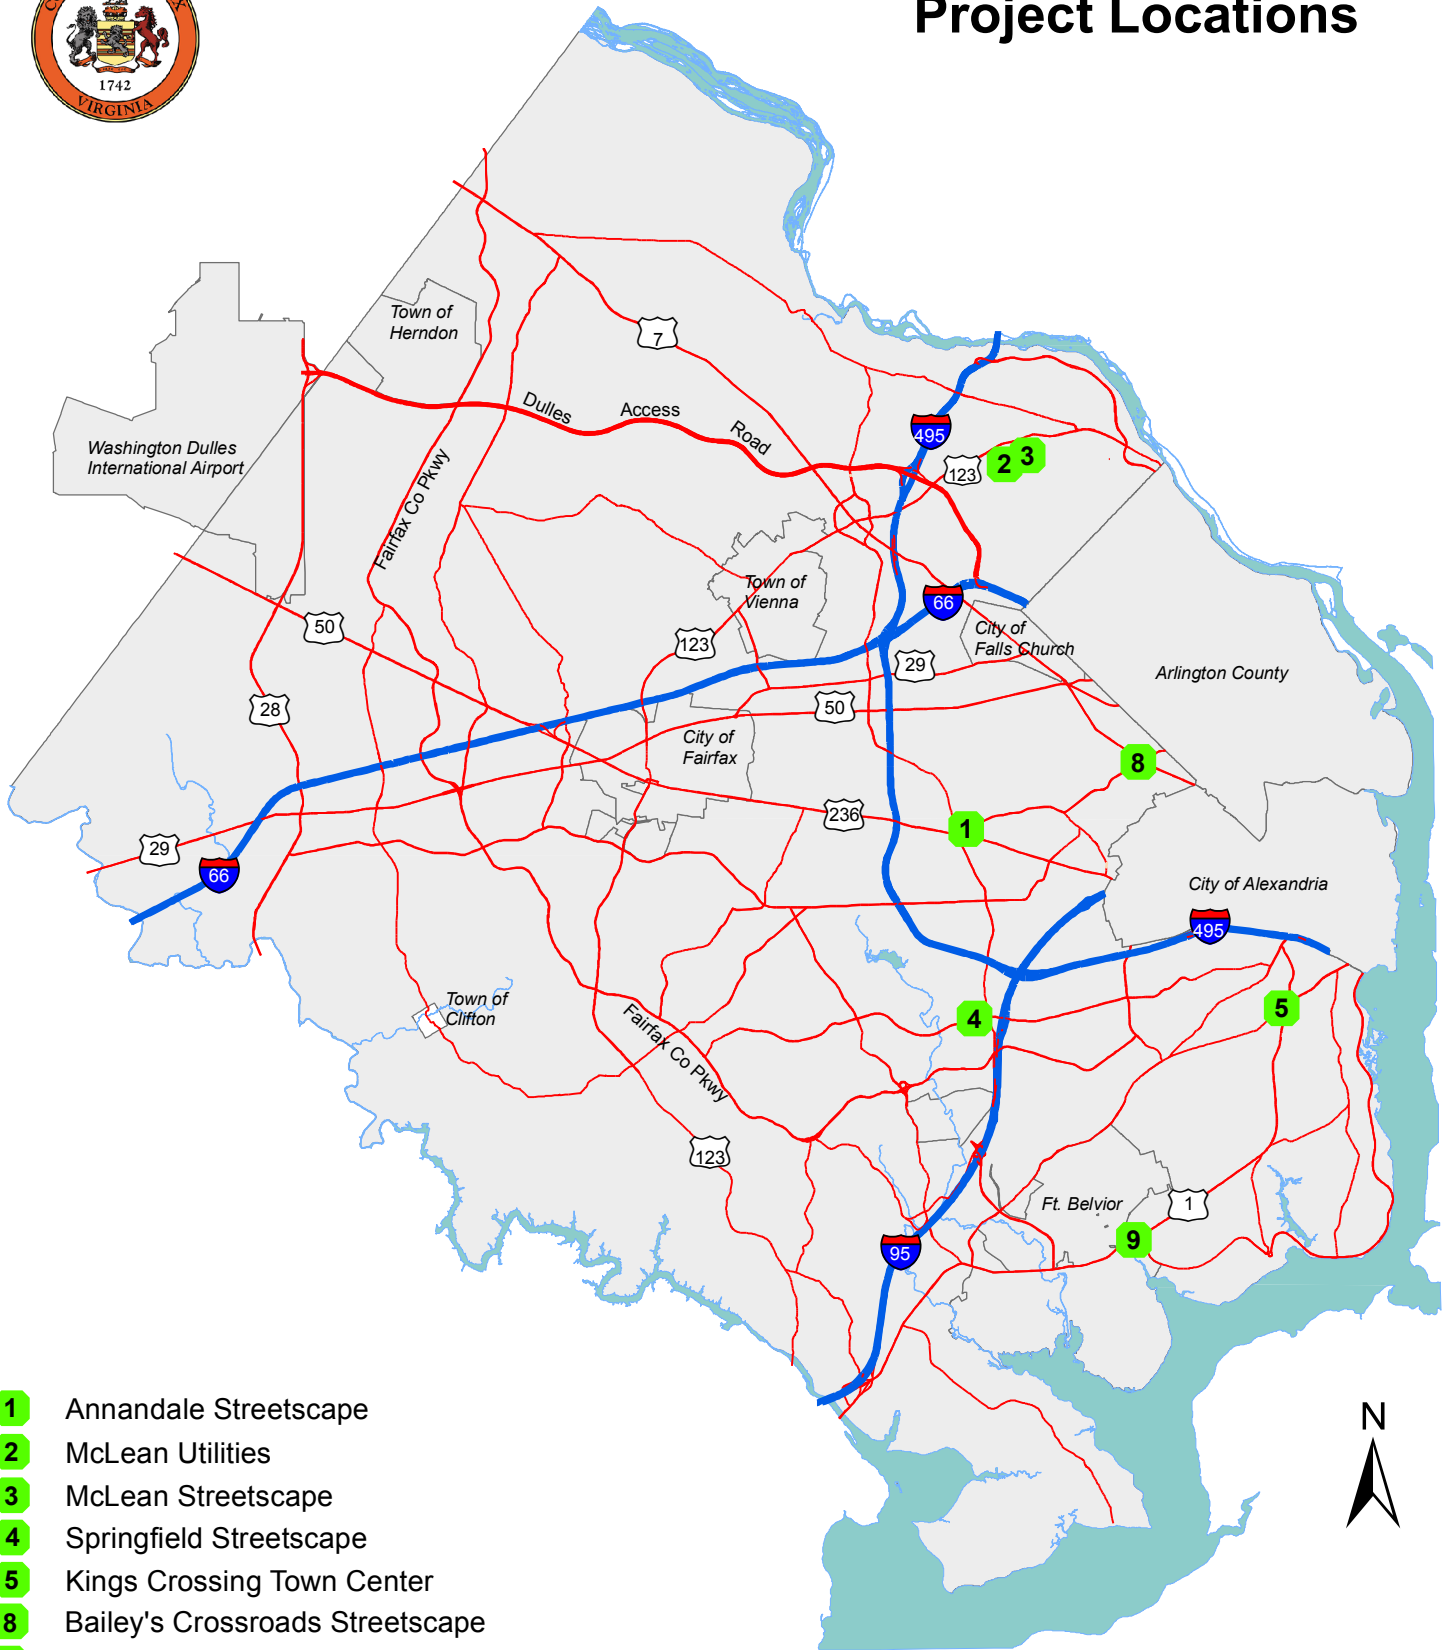 Project Locations
1742
VIRGINIA
Town of
Herndon
7
Dulles
Access
Road
495
123
2
3
Washington Dulles
International Airport
Fairfax Co Pkwy
Town of
Vienna
66
50
123
City of
Falls Church
29
Arlington County
28
50
City of
Fairfax
8
236
1
29
66
City of Alexandria
495
Town of
Clifton
4
5
Fairfax Co Pkwy
123
Ft. Belvior
1
9
95
N
1 Annandale Streetscape
2 McLean Utilities
3 McLean Streetscape
4 Springfield Streetscape
5 Kings Crossing Town Center
8 Bailey's Crossroads Streetscape